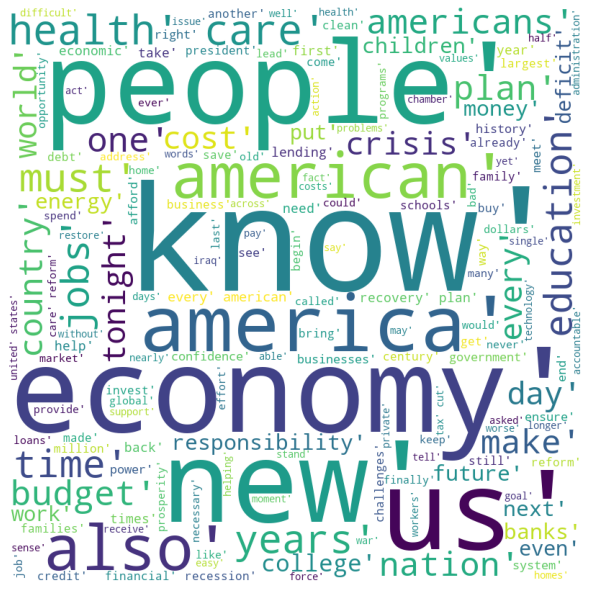 difficult' issue' another' well' health'
health' care' americans'
opportunity' economic' take' right' president' children' clean' half' administration'
lead' first' year' largest'
world' people' plan' deficit'
act' ever' come' values'
one' cost' put' programs' money' action' chamber'
crisis' problems' history' yet'
debt' address' words' save' old' lending' already' meet'
must' american' education'
energy' home' fact' costs' family' bad'
afford' business' across' need' could' schools' buy' dollars'
country' jobs' tonight' know' every' investment'
spend' restore' iraq' last' pay' see' begin' say' many' way' single'
days' every american' called' recovery plan' technology'
united states' care' reform' without' america' bring' may' would' never' accountable'
help' nearly' confidence' able' businesses' century' get' government' end'
market' invest' global' effort' economy' day' ensure'
provide' support' private' tax' cut' asked' worse' longer'
loans' made' million' back' responsibility' keep' tell' still' make' reform'
time' power' new' us' challenges' finally' future' goal' workers'
budget' prosperity' helping' stand' moment' necessary' next' banks'
work' families' times' receive' easy' war' even'
sense' also' years' like' college' nation' system'
job' credit' financial' recession' force' homes'